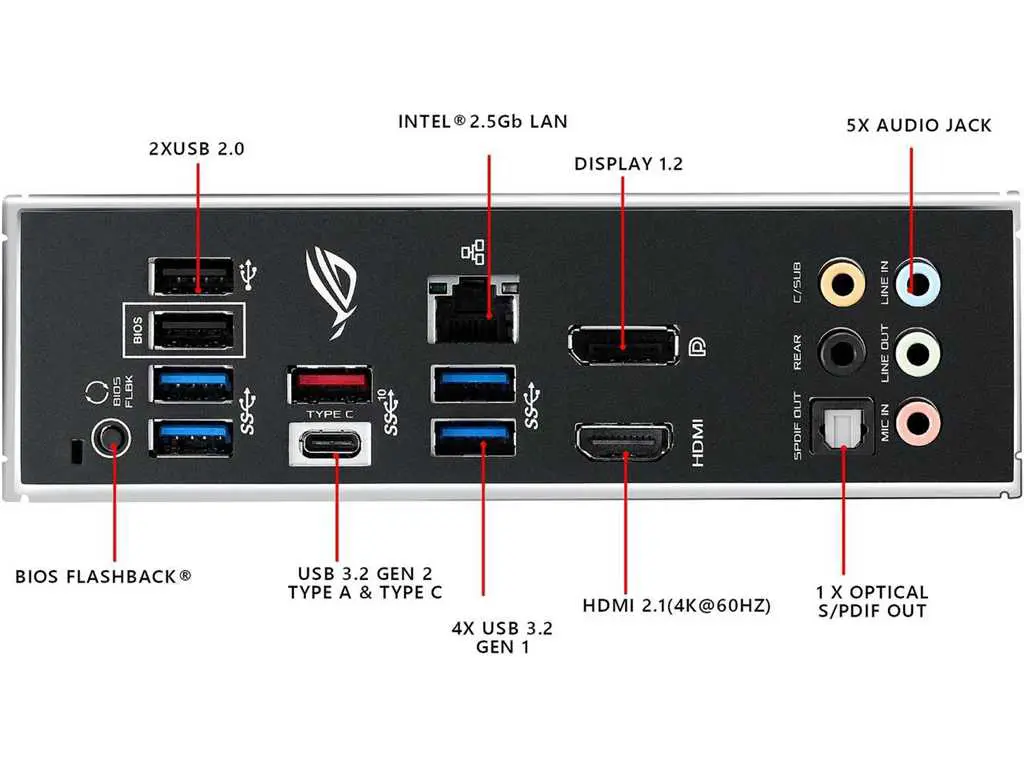 INTEL® 2.5Gb LAN
5X AUDIO JACK
2XUSB 2.0
DISPLAY 1.2
C/SUB
LINE IN
BIOS
REAR
LINE OUT
BIOS
FLBK
10
TYPE C
SPDIF OUT
MIC IN
HDMI
BIOS FLASHBACK®
USB 3.2 GEN 2
TYPE A & TYPE C
4X USB 3.2
GEN 1
HDMI 2.1(4K@60HZ)
1 X OPTICAL
S/PDIF OUT